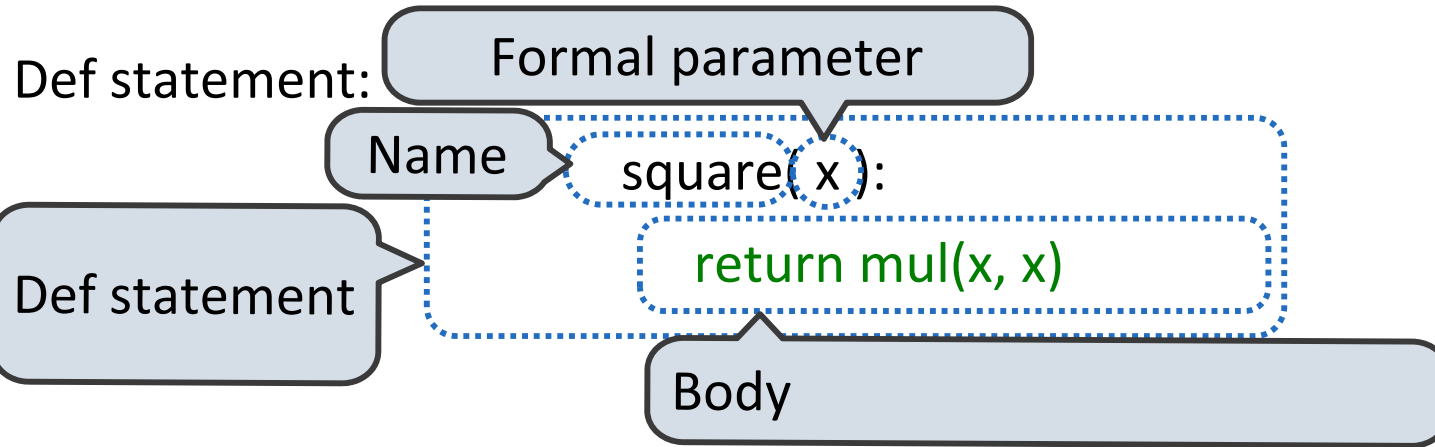 Formal parameter
Def statement:
Name
square( x ):
return mul(x, x)
Def statement
Body